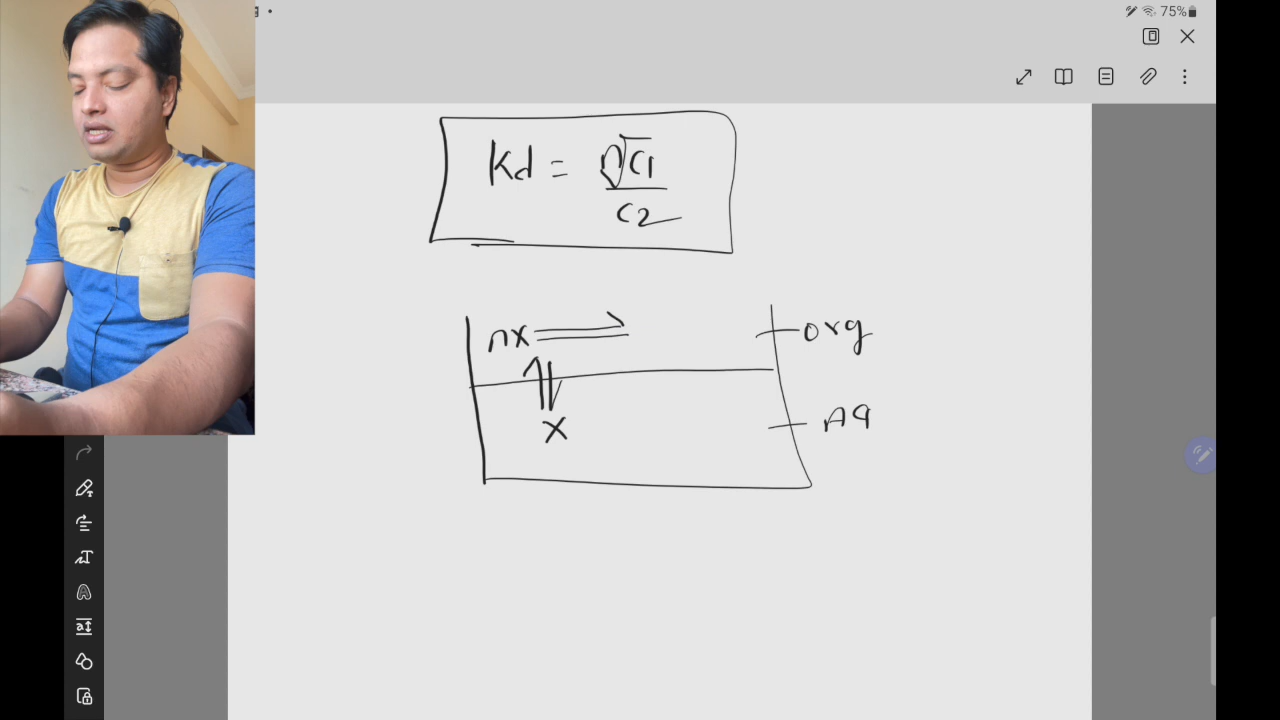 75%
Kd = ⁿ√C1 / C2
nx ⇌ org
x Aq